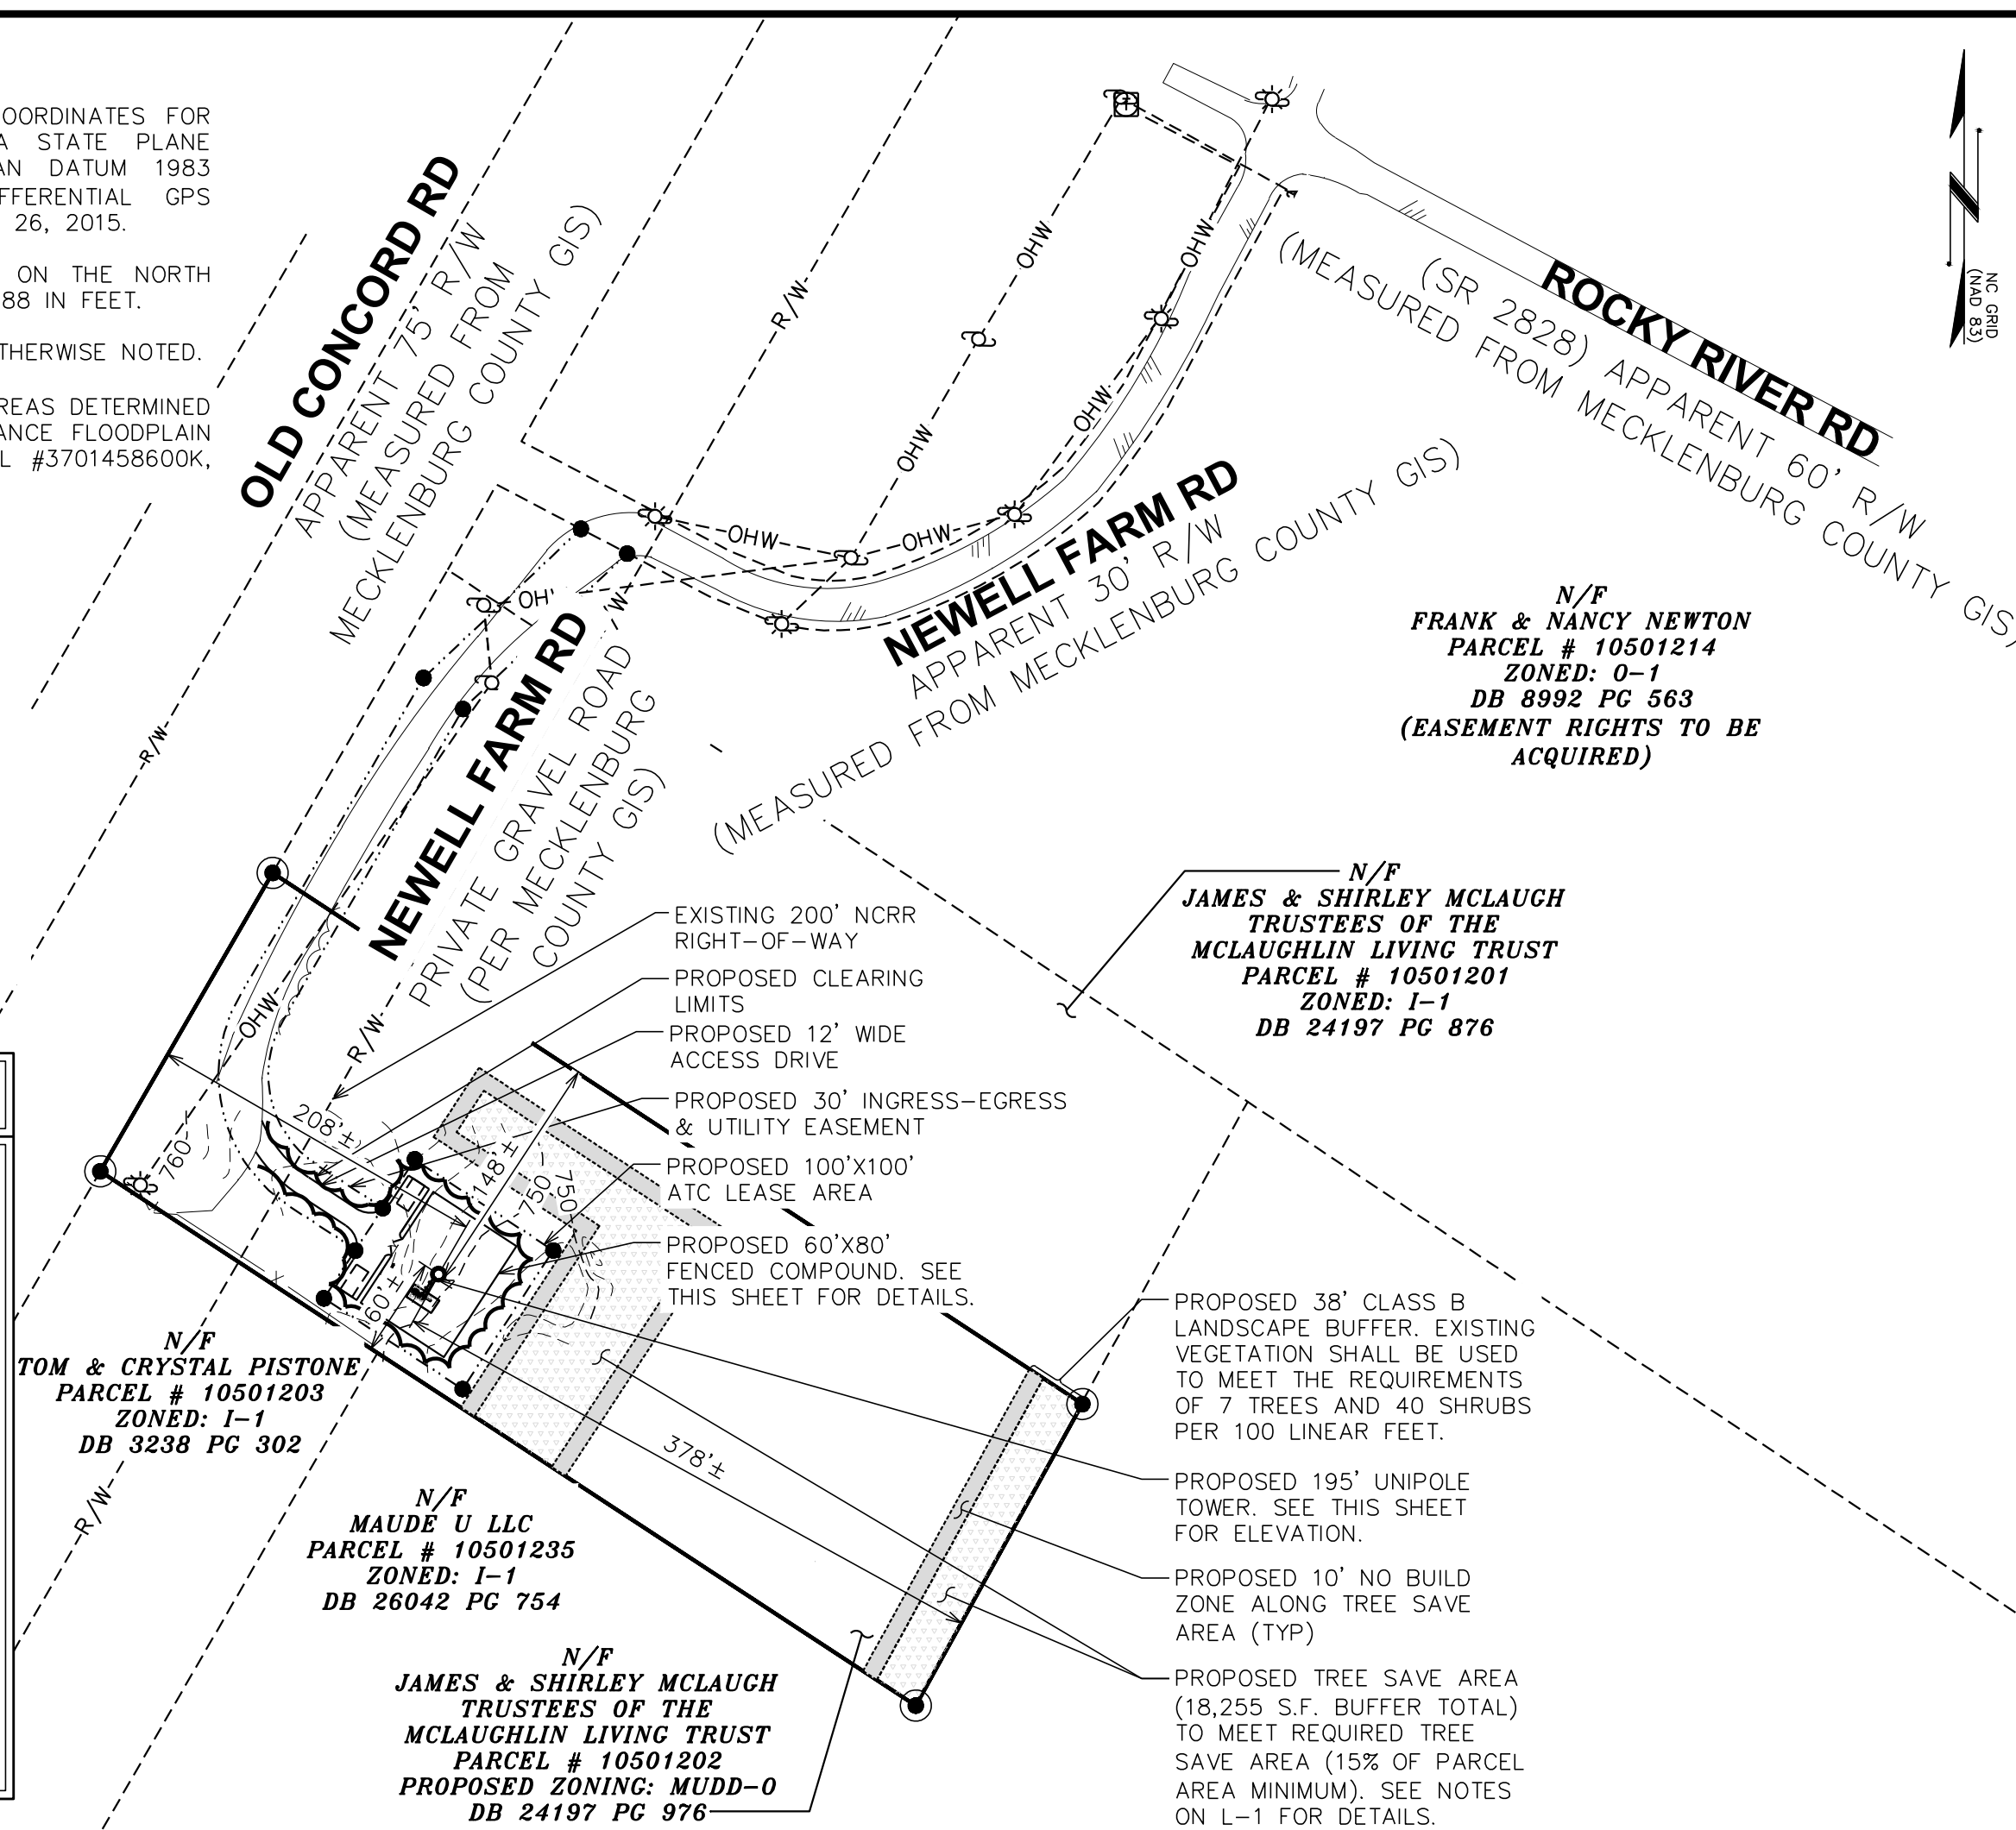 OORDINATES FOR
A STATE PLANE
AN DATUM 1983
FFERENTIAL GPS
26, 2015.
ON THE NORTH
88 IN FEET.
THERWISE NOTED.
REAS DETERMINED
ANCE FLOODPLAIN
L #3701458600K,
OLD CONCORD RD
APPARENT 75' R/W
(MEASURED FROM
MECKLENBURG COUNTY GIS)
R/W
OHW
OHW
OHW
OHW
OHW
OHW
OH'
'W
ROCKY RIVER RD
(SR 2828) APPARENT 60' R/W
(MEASURED FROM MECKLENBURG COUNTY GIS)
NC GRID
(NAD 83)
NEWELL FARM RD
APPARENT 30' R/W
(MEASURED FROM MECKLENBURG COUNTY GIS)
N/F
FRANK & NANCY NEWTON
PARCEL # 10501214
ZONED: O-1
DB 8992 PG 563
(EASEMENT RIGHTS TO BE
ACQUIRED)
NEWELL FARM RD
PRIVATE GRAVEL ROAD
(PER MECKLENBURG
COUNTY GIS)
R/W
N/F
JAMES & SHIRLEY MCLAUGH
TRUSTEES OF THE
MCLAUGHLIN LIVING TRUST
PARCEL # 10501201
ZONED: I-1
DB 24197 PG 876
EXISTING 200' NCRR
RIGHT-OF-WAY
PROPOSED CLEARING
LIMITS
PROPOSED 12' WIDE
ACCESS DRIVE
PROPOSED 30' INGRESS-EGRESS
& UTILITY EASEMENT
PROPOSED 100'X100'
ATC LEASE AREA
PROPOSED 60'X80'
FENCED COMPOUND. SEE
THIS SHEET FOR DETAILS.
OHW
R/W
208'±
760
148'±
750
750
60'±
378'±
PROPOSED 38' CLASS B
LANDSCAPE BUFFER. EXISTING
VEGETATION SHALL BE USED
TO MEET THE REQUIREMENTS
OF 7 TREES AND 40 SHRUBS
PER 100 LINEAR FEET.
PROPOSED 195' UNIPOLE
TOWER. SEE THIS SHEET
FOR ELEVATION.
PROPOSED 10' NO BUILD
ZONE ALONG TREE SAVE
AREA (TYP)
PROPOSED TREE SAVE AREA
(18,255 S.F. BUFFER TOTAL)
TO MEET REQUIRED TREE
SAVE AREA (15% OF PARCEL
AREA MINIMUM). SEE NOTES
ON L-1 FOR DETAILS.
N/F
TOM & CRYSTAL PISTONE
PARCEL # 10501203
ZONED: I-1
DB 3238 PG 302
R/W
N/F
MAUDE U LLC
PARCEL # 10501235
ZONED: I-1
DB 26042 PG 754
N/F
JAMES & SHIRLEY MCLAUGH
TRUSTEES OF THE
MCLAUGHLIN LIVING TRUST
PARCEL # 10501202
PROPOSED ZONING: MUDD-O
DB 24197 PG 976